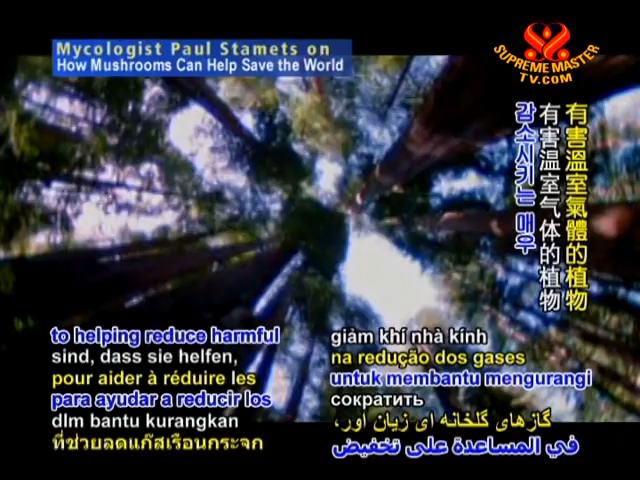 Mycologist Paul Stamets on
How Mushrooms Can Help Save the World
SUPREME MASTER
TV.COM
有害溫室氣體的植物
有害温室气体的植物
감소시키는 매우
to helping reduce harmful
sind, dass sie helfen,
pour aider à réduire les
para ayudar a reducir los
dlm bantu kurangkan
ที่ช่วยลดแก๊สเรือนกระจก
giảm khí nhà kính
na redução dos gases
untuk membantu mengurangi
сократить
گازهای گلخانه ای زیان آور،
في المساعدة على تخفيض